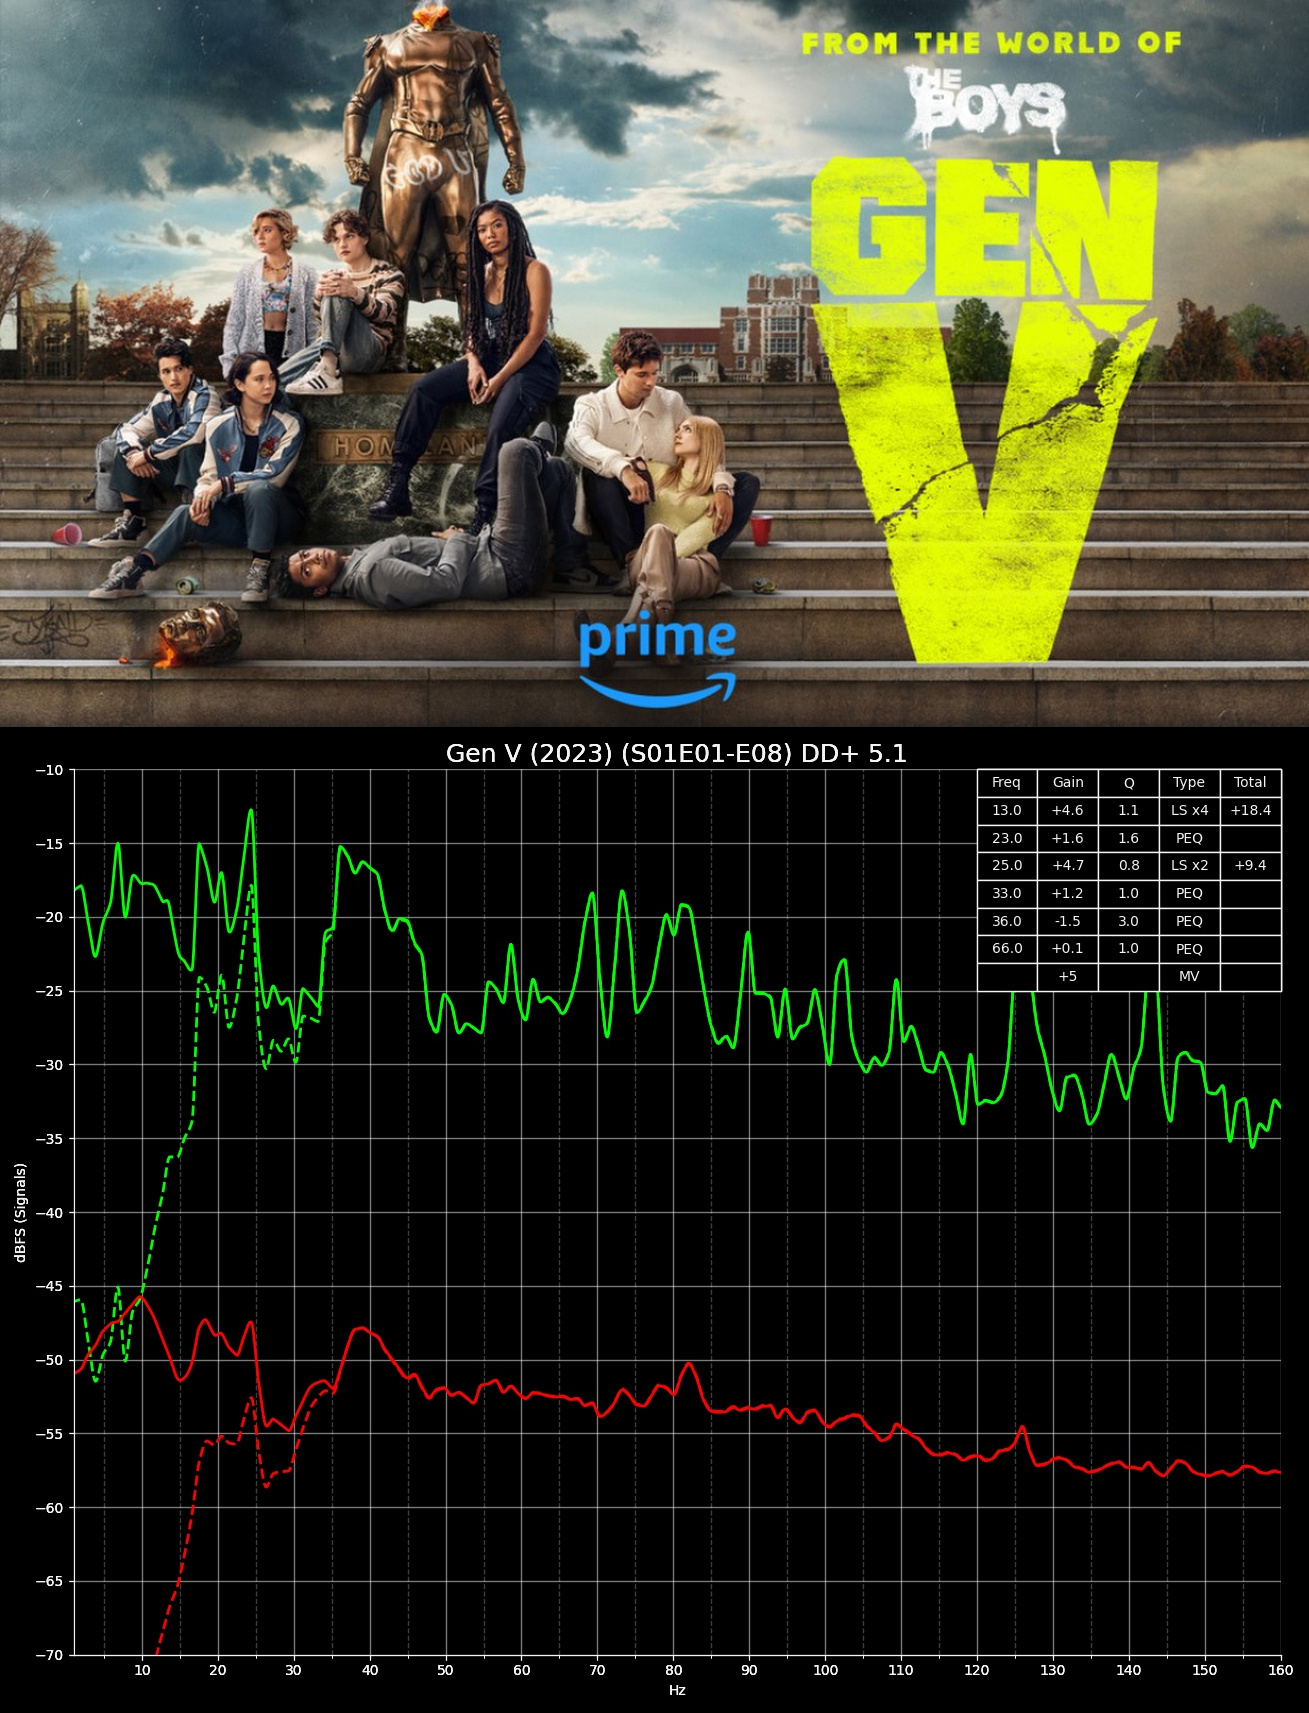 FROM THE WORLD OF
THE
BOYS
GEN
V
GOD U
HOMELAN
prime
Gen V (2023) (S01E01-E08) DD+ 5.1
Freq Gain Q Type Total
13.0 +4.6 1.1 LS x4 +18.4
23.0 +1.6 1.6 PEQ
25.0 +4.7 0.8 LS x2 +9.4
33.0 +1.2 1.0 PEQ
36.0 -1.5 3.0 PEQ
66.0 +0.1 1.0 PEQ
+5 MV
dBFS (Signals)
−10
−15
−20
−25
−30
−35
−40
−45
−50
−55
−60
−65
−70
10 20 30 40 50 60 70 80 90 100 110 120 130 140 150 160
Hz